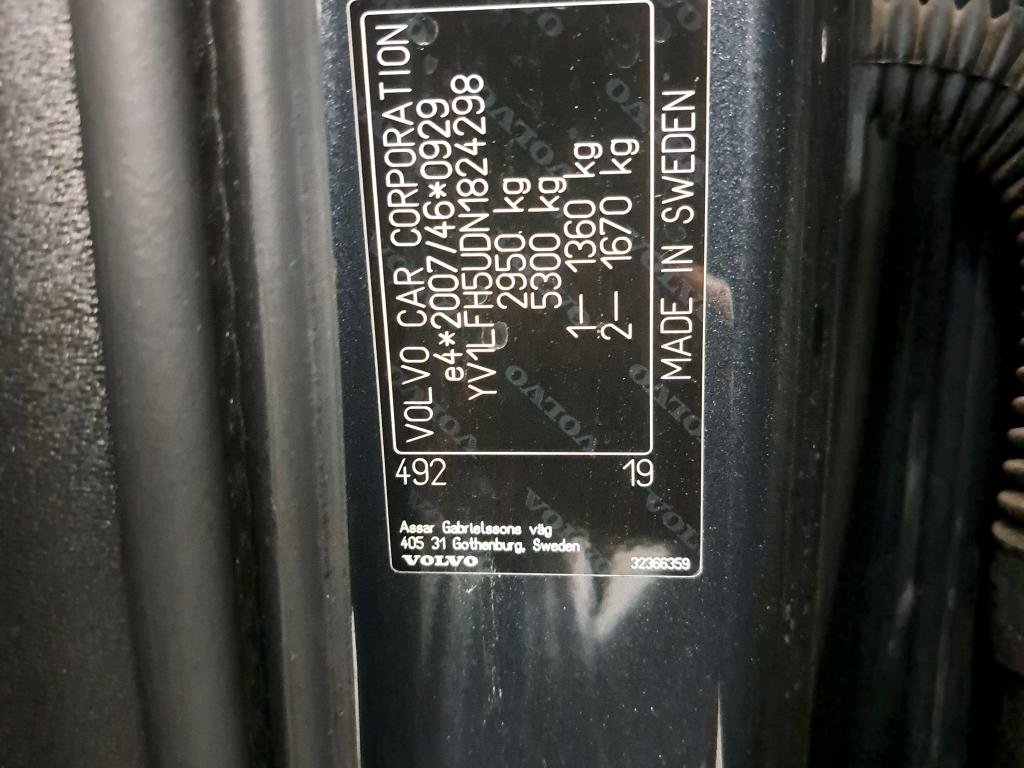 VOLVO CAR CORPORATION
e4*2007/46*0929
YV1LFH5UDN1824298
2950 kg
5300 kg
1— 1360 kg
2— 1670 kg
MADE IN SWEDEN
492
19
Assar Gabrielssons väg
405 31 Gothenburg, Sweden
VOLVO
32366359